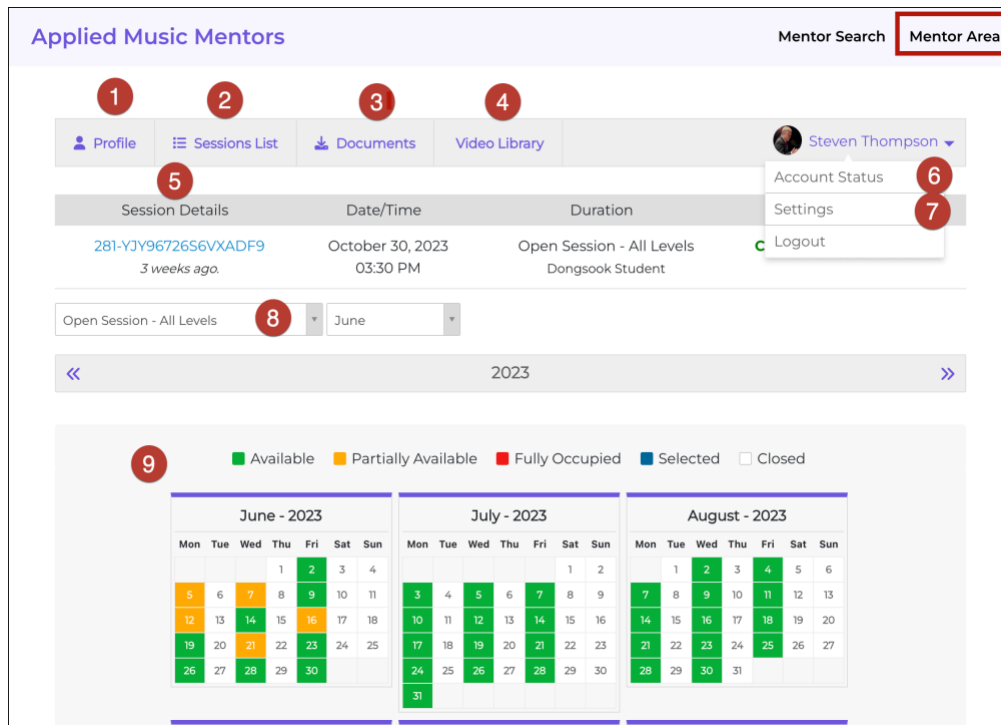 Applied Music Mentors
Mentor Search Mentor Area
1 2 3 4
Profile Sessions List Documents Video Library Steven Thompson
Account Status 6
5
Session Details Date/Time Duration Settings 7
281-YJY96726S6VXADF9 October 30, 2023 Open Session - All Levels C Logout
3 weeks ago. 03:30 PM Dongsook Student
Open Session - All Levels 8 June
« 2023 »
9 Available Partially Available Fully Occupied Selected Closed
June - 2023 July - 2023 August - 2023
Mon Tue Wed Thu Fri Sat Sun Mon Tue Wed Thu Fri Sat Sun Mon Tue Wed Thu Fri Sat Sun
1 2 3 4 1 2 1 2 3 4 5 6
5 6 7 8 9 10 11 3 4 5 6 7 8 9 7 8 9 10 11 12 13
12 13 14 15 16 17 18 10 11 12 13 14 15 16 14 15 16 17 18 19 20
19 20 21 22 23 24 25 17 18 19 20 21 22 23 21 22 23 24 25 26 27
26 27 28 29 30 24 25 26 27 28 29 30 28 29 30 31
31